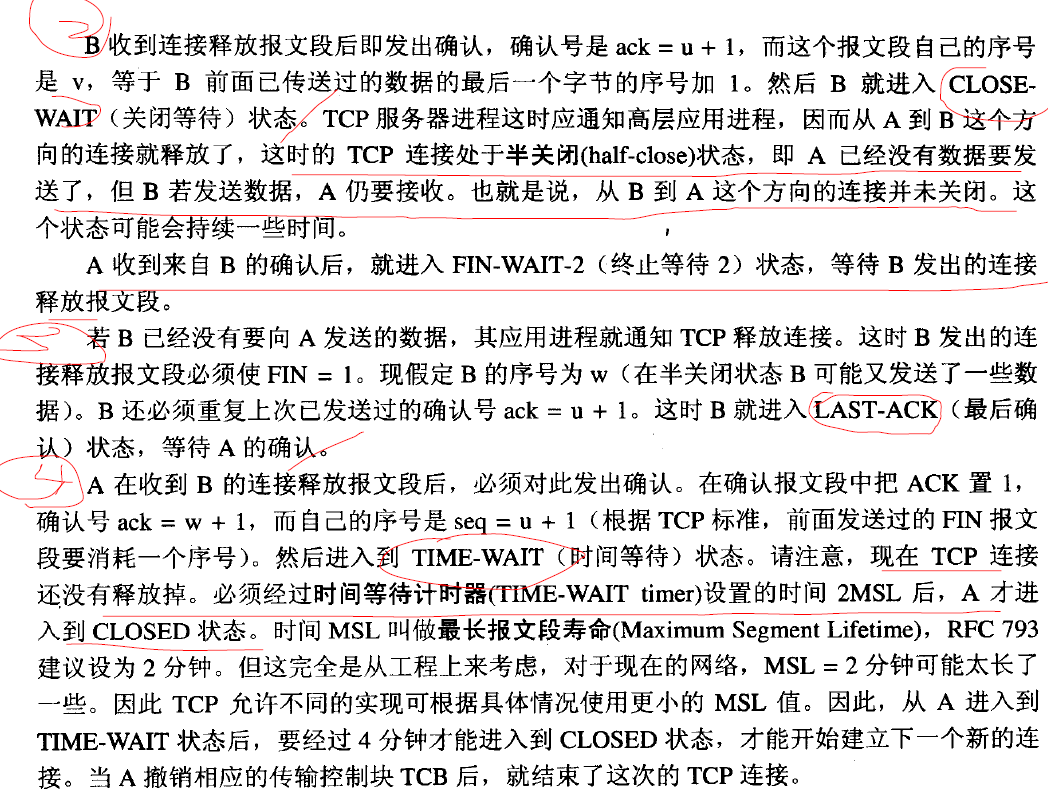 2
B 收到连接释放报文段后即发出确认，确认号是 ack = u + 1，而这个报文段自己的序号
是 v，等于 B 前面已传送过的数据的最后一个字节的序号加 1。然后 B 就进入 CLOSE-
WAIT（关闭等待）状态。TCP 服务器进程这时应通知高层应用进程，因而从 A 到 B 这个方
向的连接就释放了，这时的 TCP 连接处于半关闭(half-close)状态，即 A 已经没有数据要发
送了，但 B 若发送数据，A 仍要接收。也就是说，从 B 到 A 这个方向的连接并未关闭。这
个状态可能会持续一些时间。
A 收到来自 B 的确认后，就进入 FIN-WAIT-2（终止等待 2）状态，等待 B 发出的连接
释放报文段。
若 B 已经没有要向 A 发送的数据，其应用进程就通知 TCP 释放连接。这时 B 发出的连
接释放报文段必须使 FIN = 1。现假定 B 的序号为 w（在半关闭状态 B 可能又发送了一些数
据）。B 还必须重复上次已发送过的确认号 ack = u + 1。这时 B 就进入 LAST-ACK（最后确
认）状态，等待 A 的确认。
4
A 在收到 B 的连接释放报文段后，必须对此发出确认。在确认报文段中把 ACK 置 1，
确认号 ack = w + 1，而自己的序号是 seq = u + 1（根据 TCP 标准，前面发送过的 FIN 报文
段要消耗一个序号）。然后进入到 TIME-WAIT（时间等待）状态。请注意，现在 TCP 连接
还没有释放掉。必须经过时间等待计时器(TIME-WAIT timer)设置的时间 2MSL 后，A 才进
入到 CLOSED 状态。时间 MSL 叫做最长报文段寿命(Maximum Segment Lifetime)，RFC 793
建议设为 2 分钟。但这完全是从工程上来考虑，对于现在的网络，MSL = 2 分钟可能太长了
一些。因此 TCP 允许不同的实现可根据具体情况使用更小的 MSL 值。因此，从 A 进入到
TIME-WAIT 状态后，要经过 4 分钟才能进入到 CLOSED 状态，才能开始建立下一个新的连
接。当 A 撤销相应的传输控制块 TCB 后，就结束了这次的 TCP 连接。